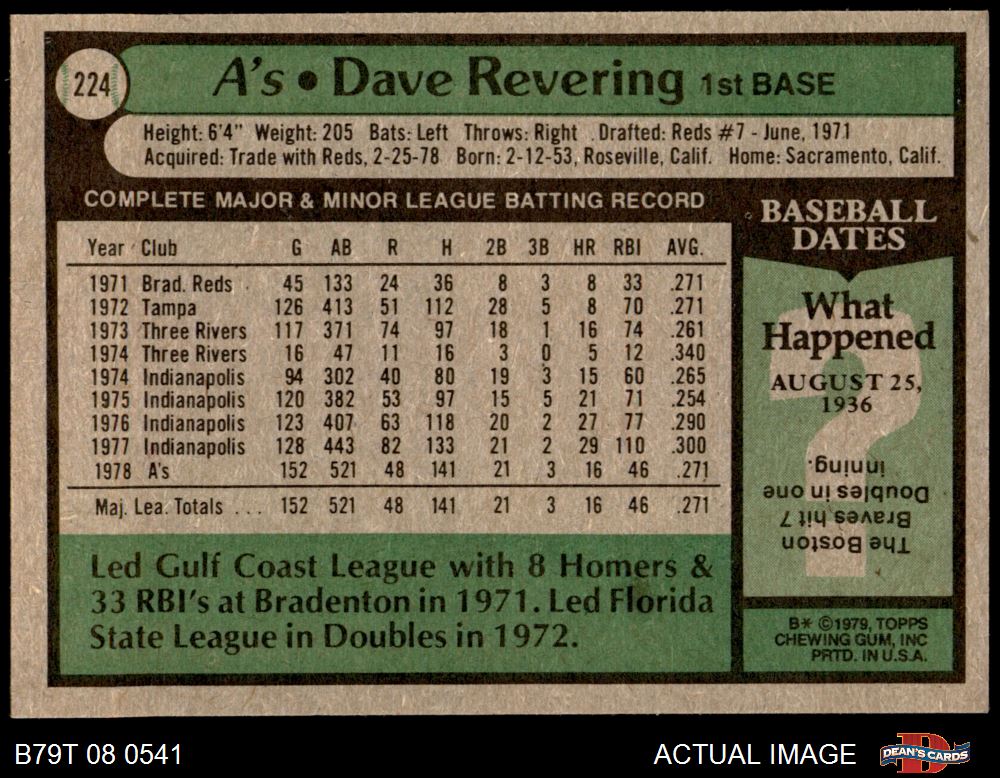 224
A's • Dave Revering 1st BASE
Height: 6'4" Weight: 205 Bats: Left Throws: Right Drafted: Reds #7 - June, 1971
Acquired: Trade with Reds, 2-25-78 Born: 2-12-53, Roseville, Calif. Home: Sacramento, Calif.
COMPLETE MAJOR & MINOR LEAGUE BATTING RECORD
Year Club G AB R H 2B 3B HR RBI AVG.
1971 Brad. Reds 45 133 24 36 8 3 8 33 .271
1972 Tampa 126 413 51 112 28 5 8 70 .271
1973 Three Rivers 117 371 74 97 18 1 16 74 .261
1974 Three Rivers 16 47 11 16 3 0 5 12 .340
1974 Indianapolis 94 302 40 80 19 3 15 60 .265
1975 Indianapolis 120 382 53 97 15 5 21 71 .254
1976 Indianapolis 123 407 63 118 20 2 27 77 .290
1977 Indianapolis 128 443 82 133 21 2 29 110 .300
1978 A's 152 521 48 141 21 3 16 46 .271
Maj. Lea. Totals ... 152 521 48 141 21 3 16 46 .271
Led Gulf Coast League with 8 Homers &
33 RBI's at Bradenton in 1971. Led Florida
State League in Doubles in 1972.
BASEBALL
DATES
What
Happened
AUGUST 25,
1936
?
The Boston
Braves hit 7
Doubles in one
inning.
B* ©1979, TOPPS
CHEWING GUM, INC
PRTD. IN U.S.A.
B79T 08 0541
ACTUAL IMAGE
D
DEAN'S CARDS